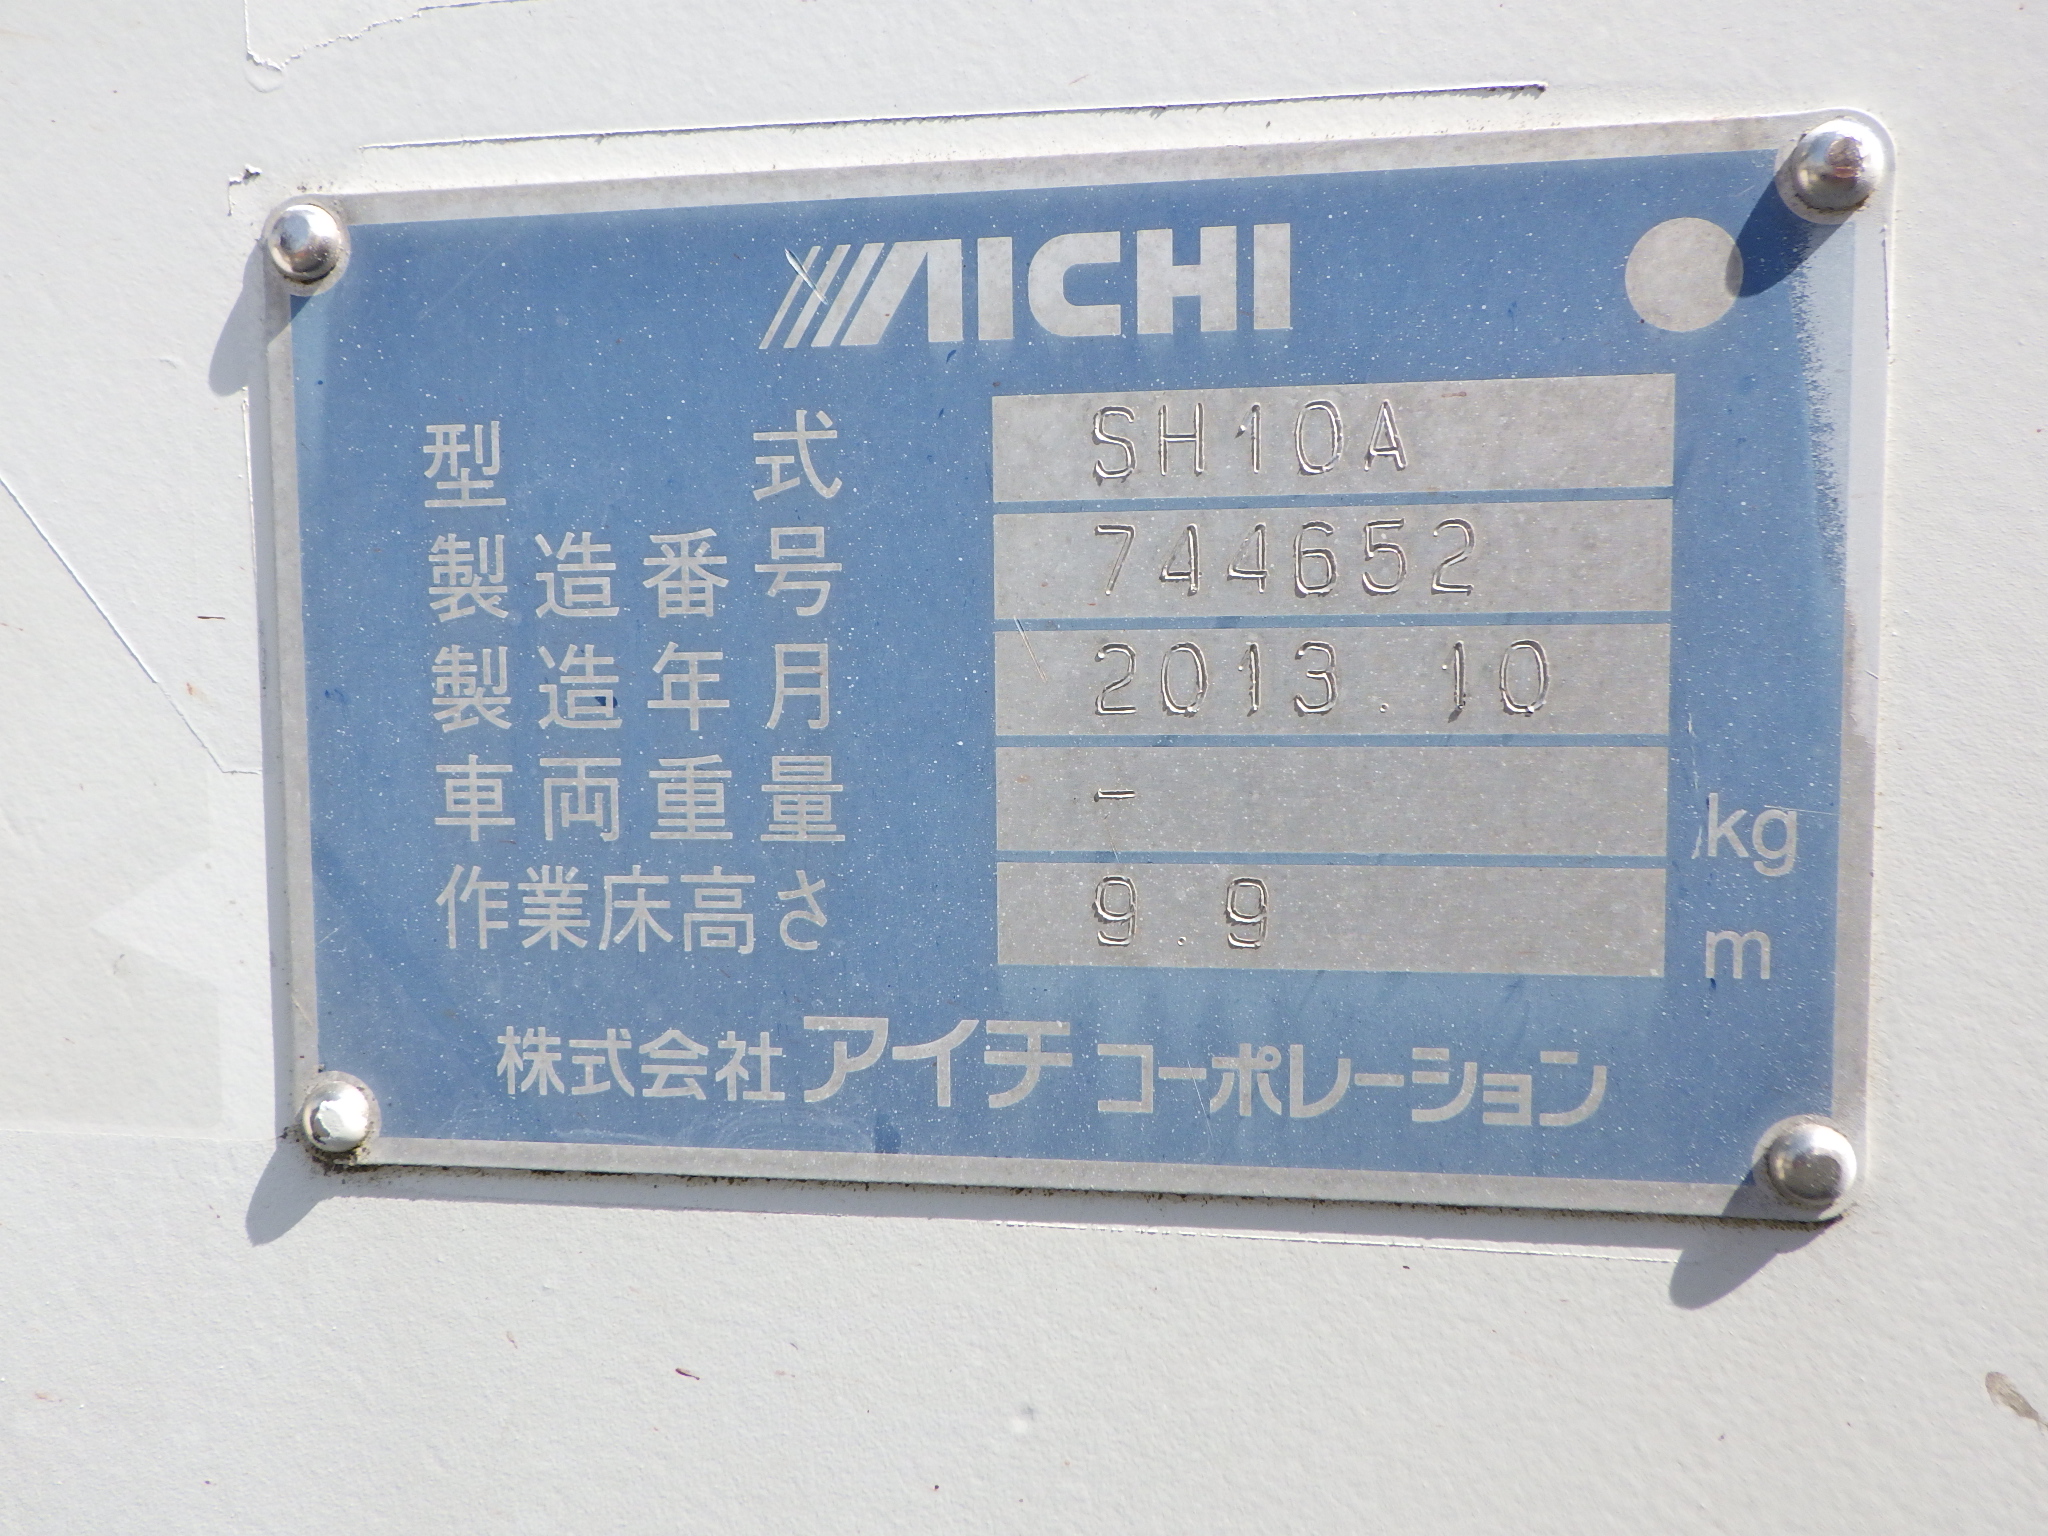 AICHI
型式 SH10A
製造番号 744652
製造年月 2013.10
車両重量 - kg
作業床高さ 9.9 m
株式会社アイチコーポレーション